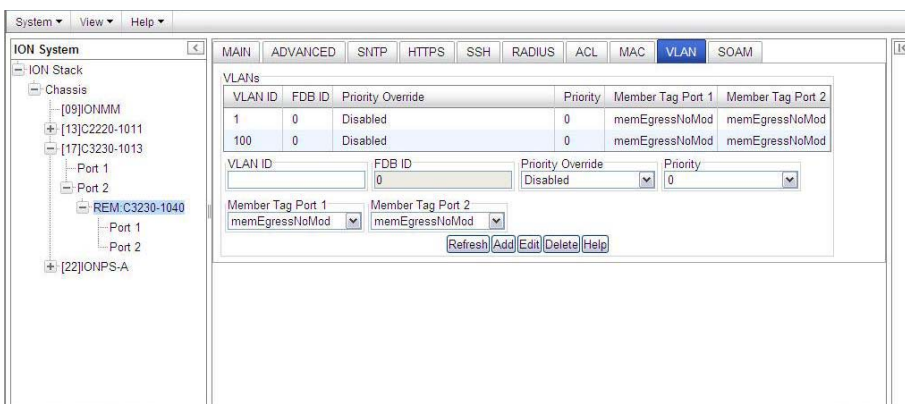 System View Help
ION System
ION Stack
Chassis
[09]IONMM
[13]C2220-1011
[17]C3230-1013
Port 1
Port 2
REM:C3230-1040
Port 1
Port 2
[22]IONPS-A
MAIN ADVANCED SNTP HTTPS SSH RADIUS ACL MAC VLAN SOAM
VLANs
VLAN ID FDB ID Priority Override Priority Member Tag Port 1 Member Tag Port 2
1 0 Disabled 0 memEgressNoMod memEgressNoMod
100 0 Disabled 0 memEgressNoMod memEgressNoMod
VLAN ID FDB ID Priority Override Priority
0 Disabled 0
Member Tag Port 1 Member Tag Port 2
memEgressNoMod memEgressNoMod
Refresh Add Edit Delete Help